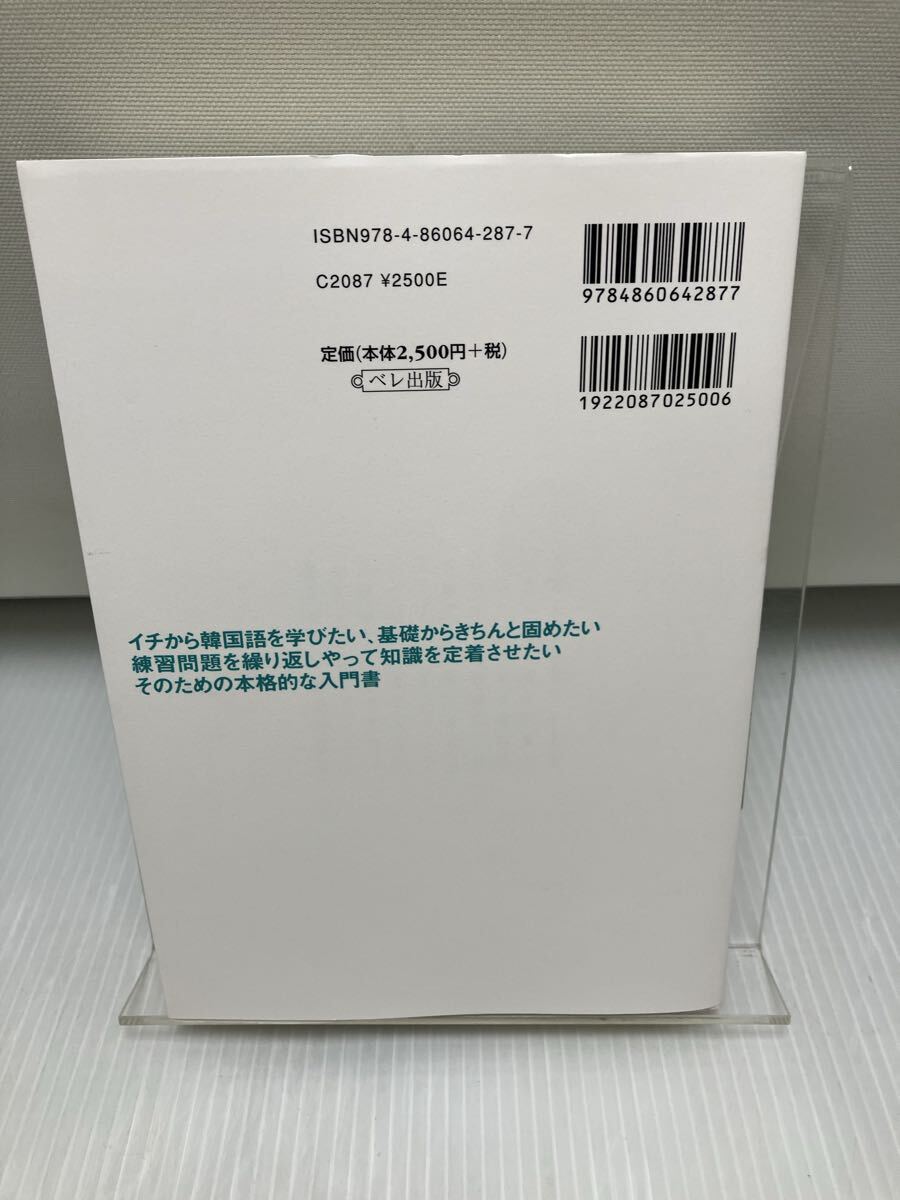 ISBN978-4-86064-287-7
C2087 ¥2500E
9784860642877
定価(本体2,500円+税)
ベレ出版
1922087025006
イチから韓国語を学びたい、基礎からきちんと固めたい
練習問題を繰り返しやって知識を定着させたい
そのための本格的な入門書